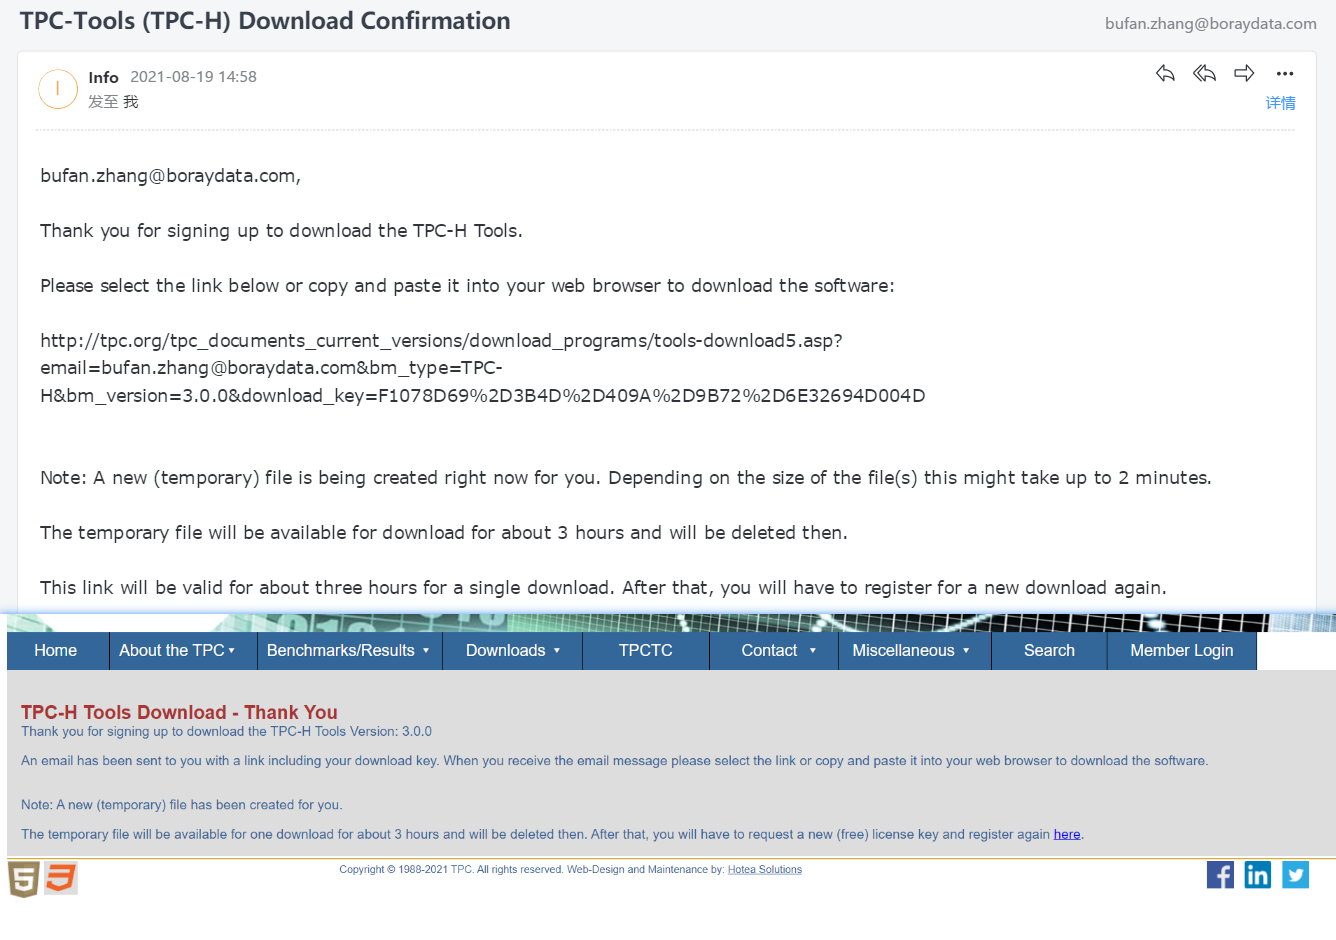 TPC-Tools (TPC-H) Download Confirmation
bufan.zhang@boraydata.com
I
Info 2021-08-19 14:58
发至 我
详情
bufan.zhang@boraydata.com,
Thank you for signing up to download the TPC-H Tools.
Please select the link below or copy and paste it into your web browser to download the software:
http://tpc.org/tpc_documents_current_versions/download_programs/tools-download5.asp?
email=bufan.zhang@boraydata.com&bm_type=TPC-
H&bm_version=3.0.0&download_key=F1078D69%2D3B4D%2D409A%2D9B72%2D6E32694D004D
Note: A new (temporary) file is being created right now for you. Depending on the size of the file(s) this might take up to 2 minutes.
The temporary file will be available for download for about 3 hours and will be deleted then.
This link will be valid for about three hours for a single download. After that, you will have to register for a new download again.
Home About the TPC Benchmarks/Results Downloads TPCTC Contact Miscellaneous Search Member Login
TPC-H Tools Download - Thank You
Thank you for signing up to download the TPC-H Tools Version: 3.0.0
An email has been sent to you with a link including your download key. When you receive the email message please select the link or copy and paste it into your web browser to download the software.
Note: A new (temporary) file has been created for you.
The temporary file will be available for one download for about 3 hours and will be deleted then. After that, you will have to request a new (free) license key and register again here.
Copyright © 1988-2021 TPC. All rights reserved. Web-Design and Maintenance by: Hotea Solutions